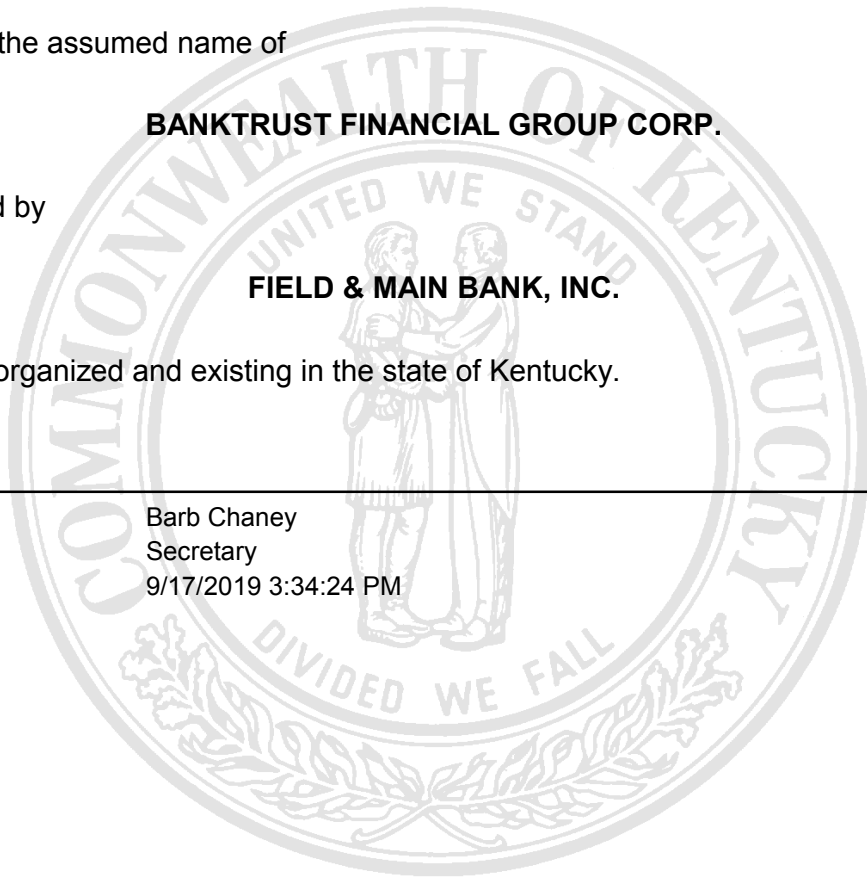 the assumed name of
BANKTRUST FINANCIAL GROUP CORP.
d by
FIELD & MAIN BANK, INC.
organized and existing in the state of Kentucky.
Barb Chaney
Secretary
9/17/2019 3:34:24 PM
COMMONWEALTH OF KENTUCKY
UNITED WE STAND
DIVIDED WE FALL